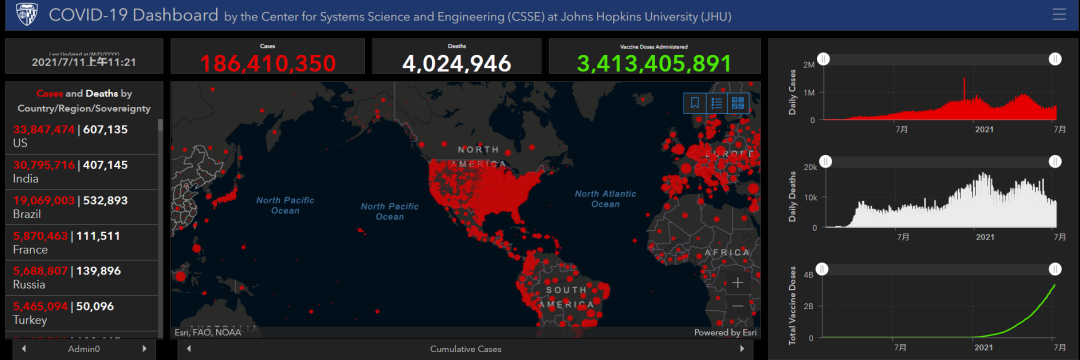 COVID-19 Dashboard by the Center for Systems Science and Engineering (CSSE) at Johns Hopkins University (JHU)
Last Updated at (M/D/YYYY)
2021/7/11上午11:21
Cases
186,410,350
Deaths
4,024,946
Vaccine Doses Administered
3,413,405,891
Cases and Deaths by
Country/Region/Sovereignty
33,847,474 | 607,135
US
30,795,716 | 407,145
India
19,069,003 | 532,893
Brazil
5,870,463 | 111,511
France
5,688,807 | 139,896
Russia
5,465,094 | 50,096
Turkey
Admin0
NORTH
AMERICA
EUROPE
North Pacific
Ocean
North Pacific
Ocean
North Atlantic
Ocean
AFRICA
SOUTH
AMERICA
AUSTRALIA
Esri, FAO, NOAA
Powered by Esri
Cumulative Cases
Daily Cases
2M
1M
0
7月
2021
7月
Daily Deaths
20k
10k
0
7月
2021
7月
Total Vaccine Doses
4B
2B
0
7月
2021
7月